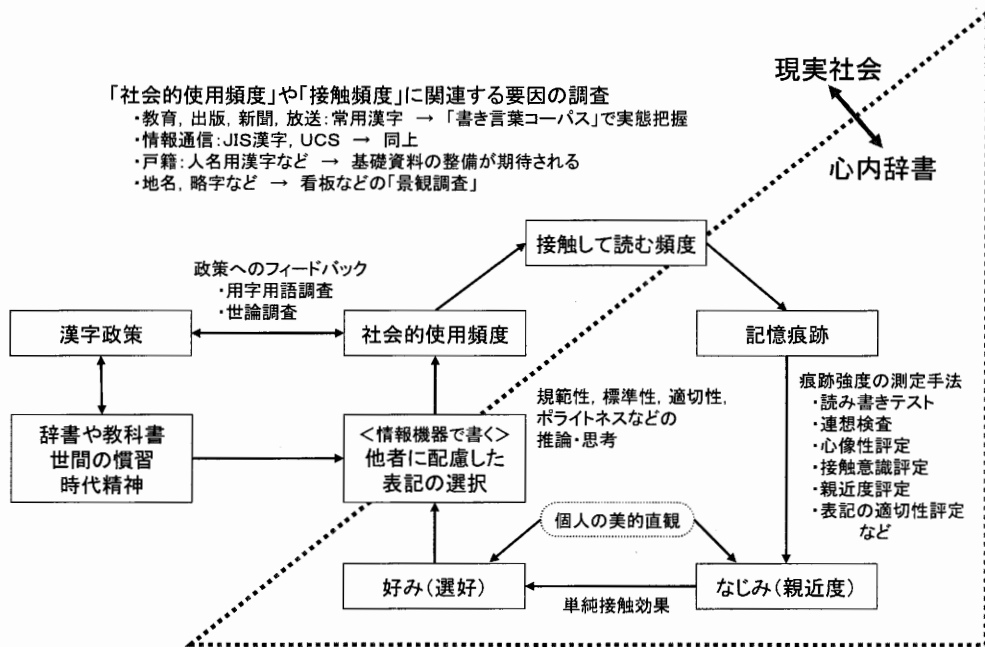 「社会的使用頻度」や「接触頻度」に関連する要因の調査
・教育, 出版, 新聞, 放送：常用漢字 → 「書き言葉コーパス」で実態把握
・情報通信：JIS漢字, UCS → 同上
・戸籍：人名用漢字など → 基礎資料の整備が期待される
・地名, 略字など → 看板などの「景観調査」
現実社会
心内辞書
接触して読む頻度
政策へのフィードバック
・用字用語調査
・世論調査
漢字政策
社会的使用頻度
記憶痕跡
辞書や教科書
世間の慣習
時代精神
＜情報機器で書く＞
他者に配慮した
表記の選択
規範性, 標準性, 適切性,
ポライトネスなどの
推論・思考
痕跡強度の測定手法
・読み書きテスト
・連想検査
・心像性評定
・接触意識評定
・親近度評定
・表記の適切性評定
など
個人の美的直観
好み（選好）
単純接触効果
なじみ（親近度）